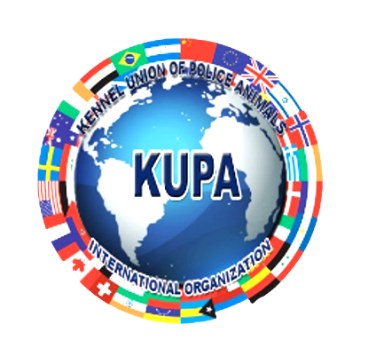 KENNEL UNION OF POLICE ANIMALS
KUPA
INTERNATIONAL ORGANIZATION